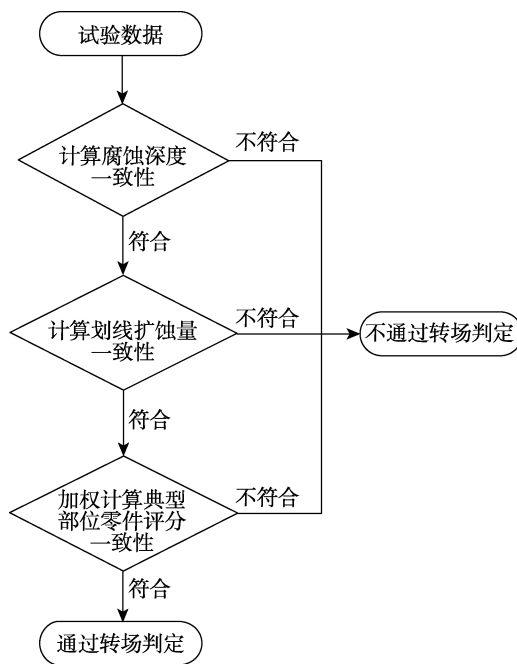 试验数据
计算腐蚀深度
一致性
不符合
符合
计算划线扩蚀量
一致性
不符合
不通过转场判定
符合
加权计算典型
部位零件评分
一致性
不符合
符合
通过转场判定